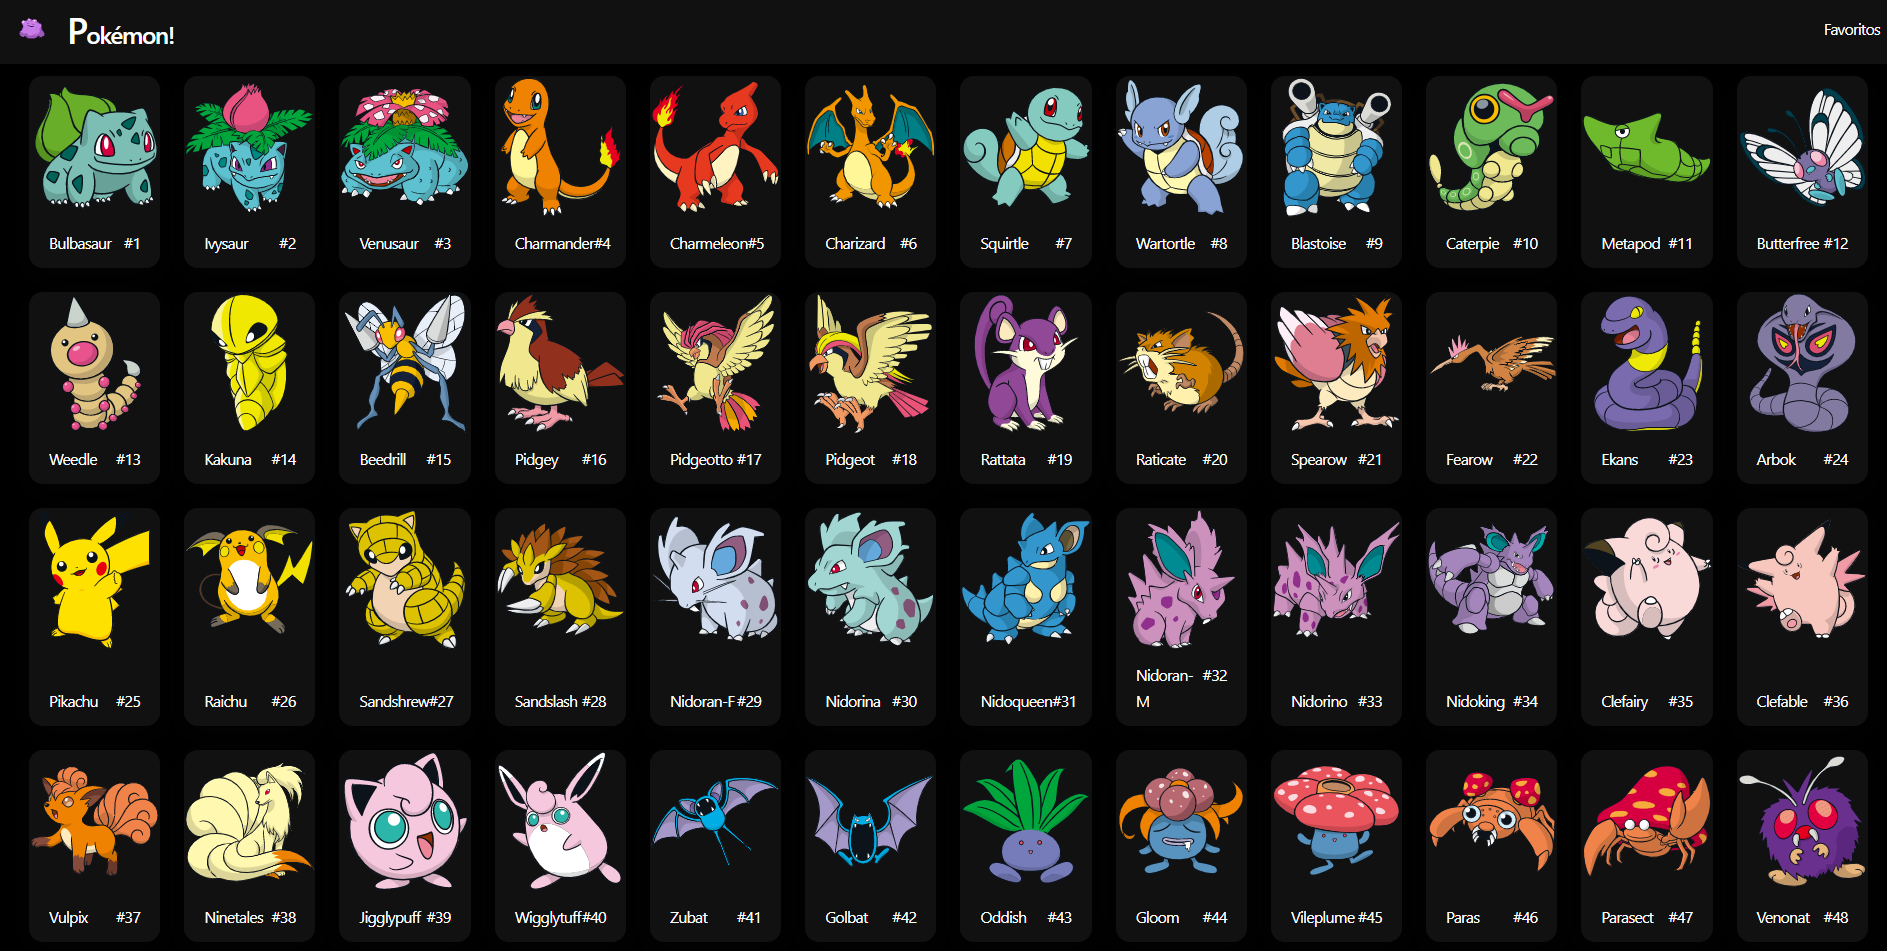 Pokémon!
Favoritos
Bulbasaur #1
Ivysaur #2
Venusaur #3
Charmander#4
Charmeleon#5
Charizard #6
Squirtle #7
Wartortle #8
Blastoise #9
Caterpie #10
Metapod #11
Butterfree #12
Weedle #13
Kakuna #14
Beedrill #15
Pidgey #16
Pidgeotto #17
Pidgeot #18
Rattata #19
Raticate #20
Spearow #21
Fearow #22
Ekans #23
Arbok #24
Pikachu #25
Raichu #26
Sandshrew#27
Sandslash #28
Nidoran-F #29
Nidorina #30
Nidoqueen#31
Nidoran- #32
M
Nidorino #33
Nidoking #34
Clefairy #35
Clefable #36
Vulpix #37
Ninetales #38
Jigglypuff #39
Wigglytuff#40
Zubat #41
Golbat #42
Oddish #43
Gloom #44
Vileplume #45
Paras #46
Parasect #47
Venonat #48